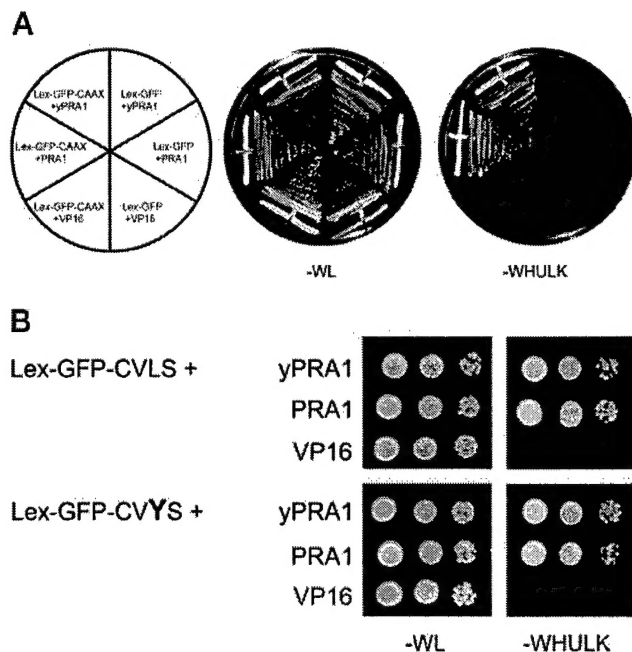 A
Lex-GFP-CAAX
+yPRA1
Lex-GFP
+yPRA1
Lex-GFP-CAAX
+PRA1
Lex-GFP
+PRA1
Lex-GFP-CAAX
+VP16
Lex-GFP
+VP16
-WL
-WHULK
B
Lex-GFP-CVLS +
yPRA1
PRA1
VP16
Lex-GFP-CVYS +
yPRA1
PRA1
VP16
-WL
-WHULK